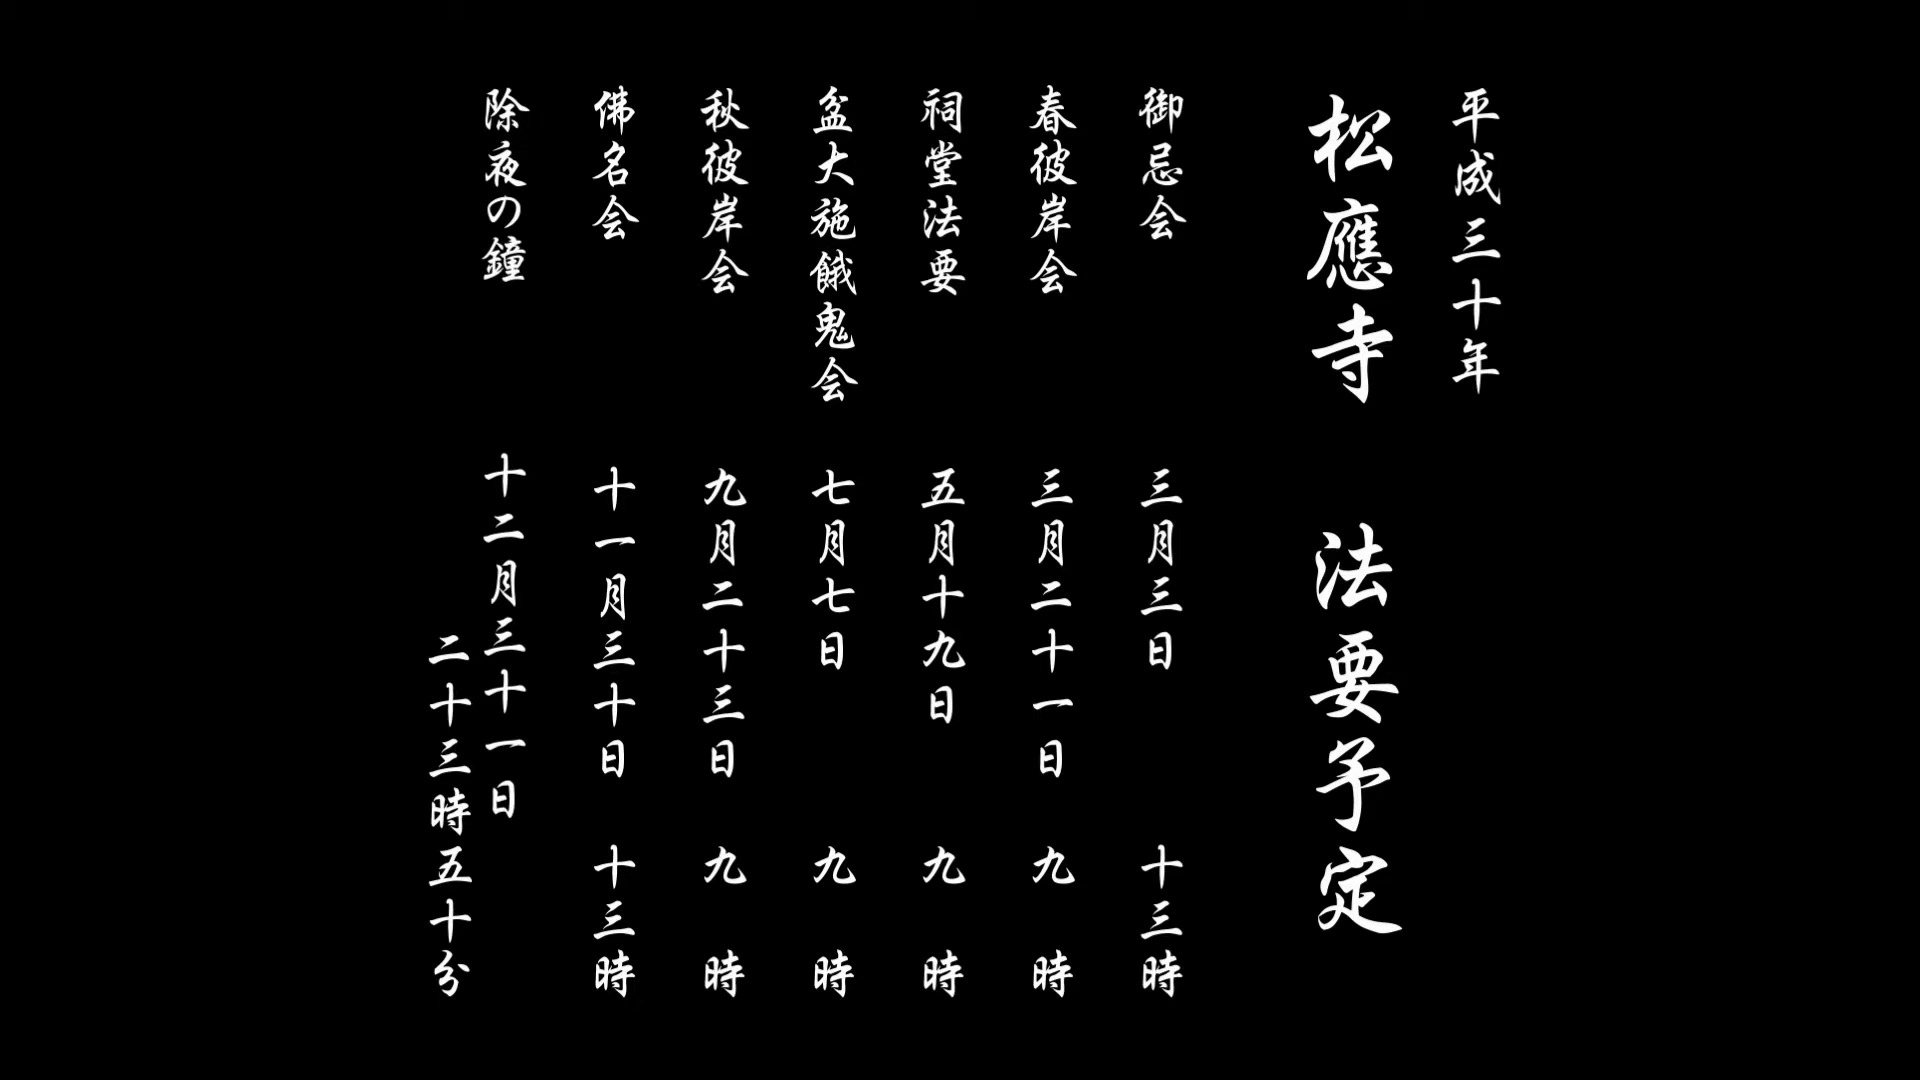 平成三十年
松應寺 法要予定
御忌会 三月三日 十三時
春彼岸会 三月二十一日 九時
祠堂法要 五月十九日 九時
盆大施餓鬼会 七月七日 九時
秋彼岸会 九月二十三日 九時
佛名会 十一月三十日 十三時
除夜の鐘 十二月三十一日
二十三時五十分